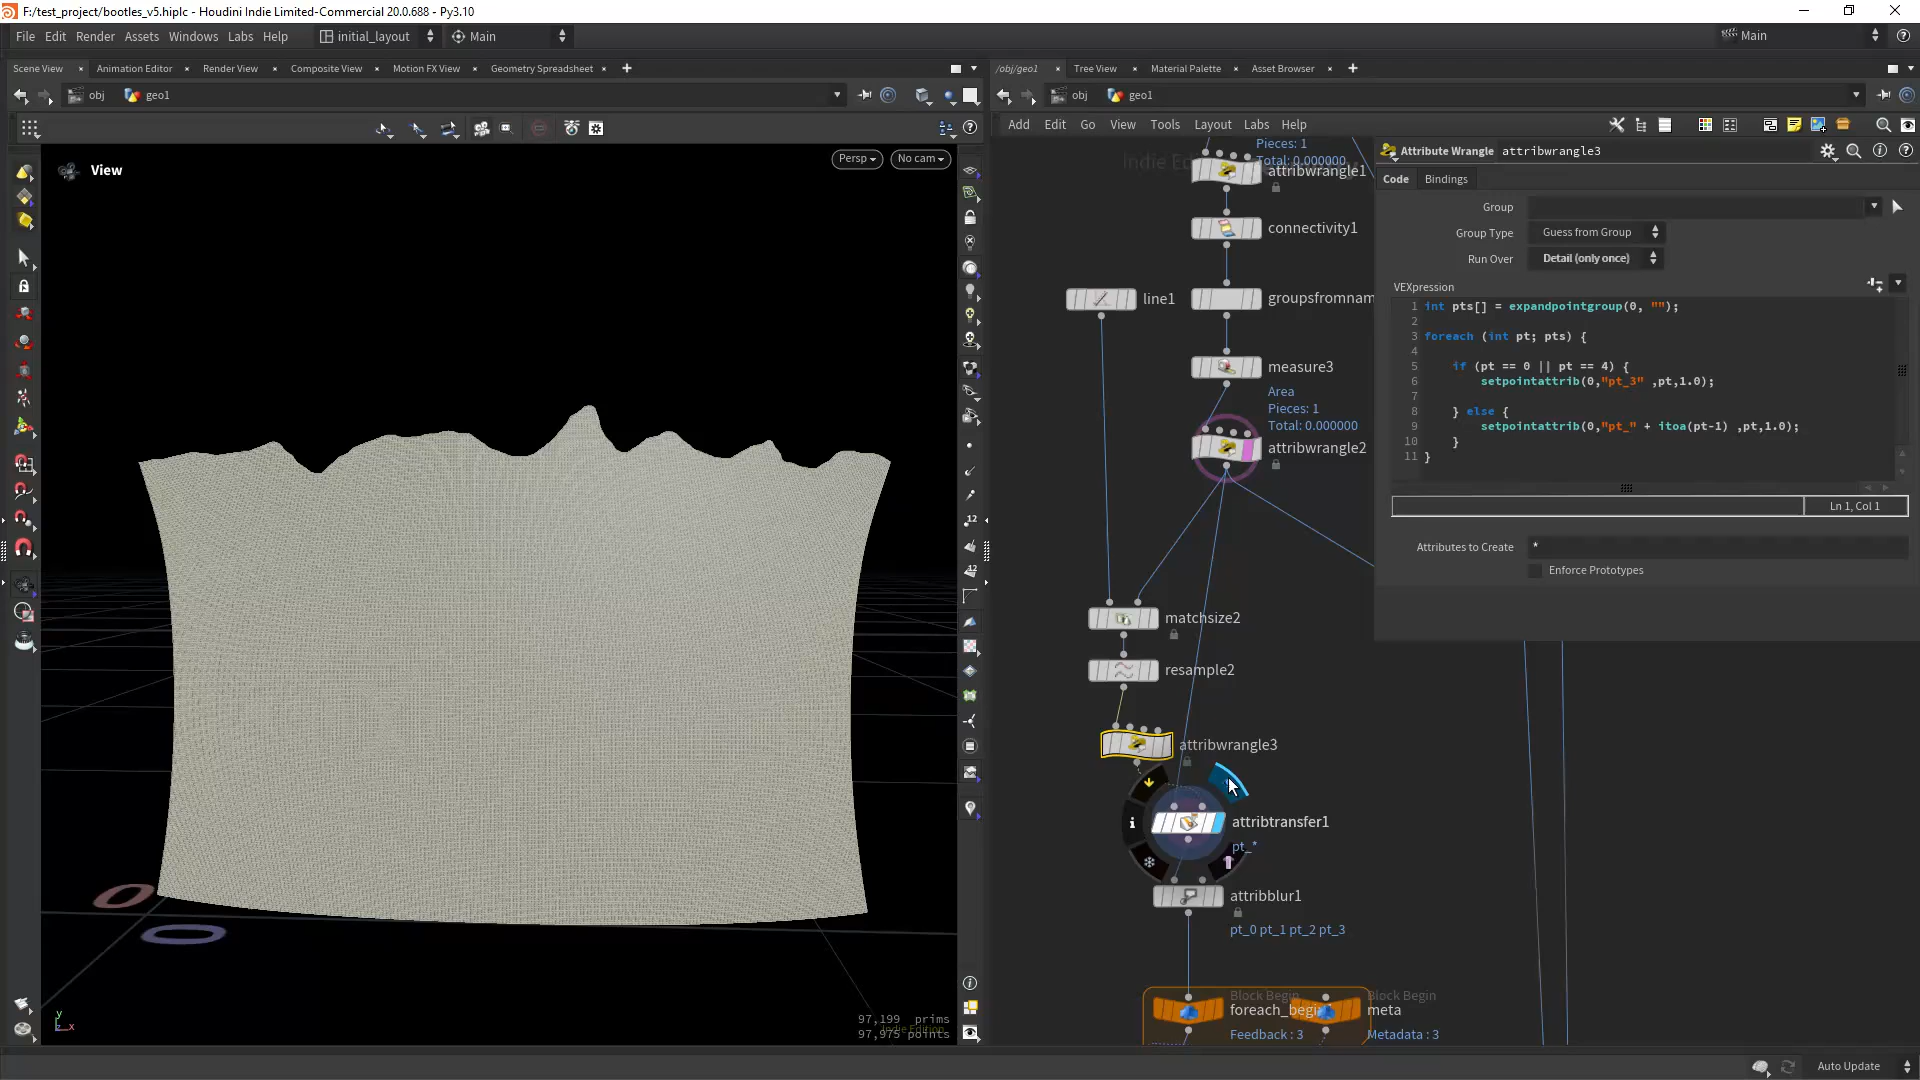 F:/test_project/bootles_v5.hiplc - Houdini Indie Limited-Commercial 20.0.688 - Py3.10
File Edit Render Assets Windows Labs Help initial_layout Main Main
Scene View Animation Editor Render View Composite View Motion FX View Geometry Spreadsheet
/obj/geo1 Tree View Material Palette Asset Browser
obj geo1
obj geo1
Add Edit Go View Tools Layout Labs Help
View
Persp No cam
Pieces: 1
Total: 0.000000
attribwrangle1
connectivity1
line1
groupsfromnam
measure3
Area
Pieces: 1
Total: 0.000000
attribwrangle2
matchsize2
resample2
attribwrangle3
attribtransfer1
pt_*
attribblur1
pt_0 pt_1 pt_2 pt_3
Block Begin
foreach_begi
Feedback : 3
Block Begin
meta
Metadata : 3
Attribute Wrangle attribwrangle3
Code Bindings
Group
Group Type Guess from Group
Run Over Detail (only once)
VEXpression
1 int pts[] = expandpointgroup(0, "");
2
3 foreach (int pt; pts) {
4
5 if (pt == 0 || pt == 4) {
6 setpointattrib(0,"pt_3" ,pt,1.0);
7
8 } else {
9 setpointattrib(0,"pt_" + itoa(pt-1) ,pt,1.0);
10 }
11 }
Ln 1, Col 1
Attributes to Create *
Enforce Prototypes
12
12
y
z x
97,199 prims
Indie Edition
97,975 points
Auto Update